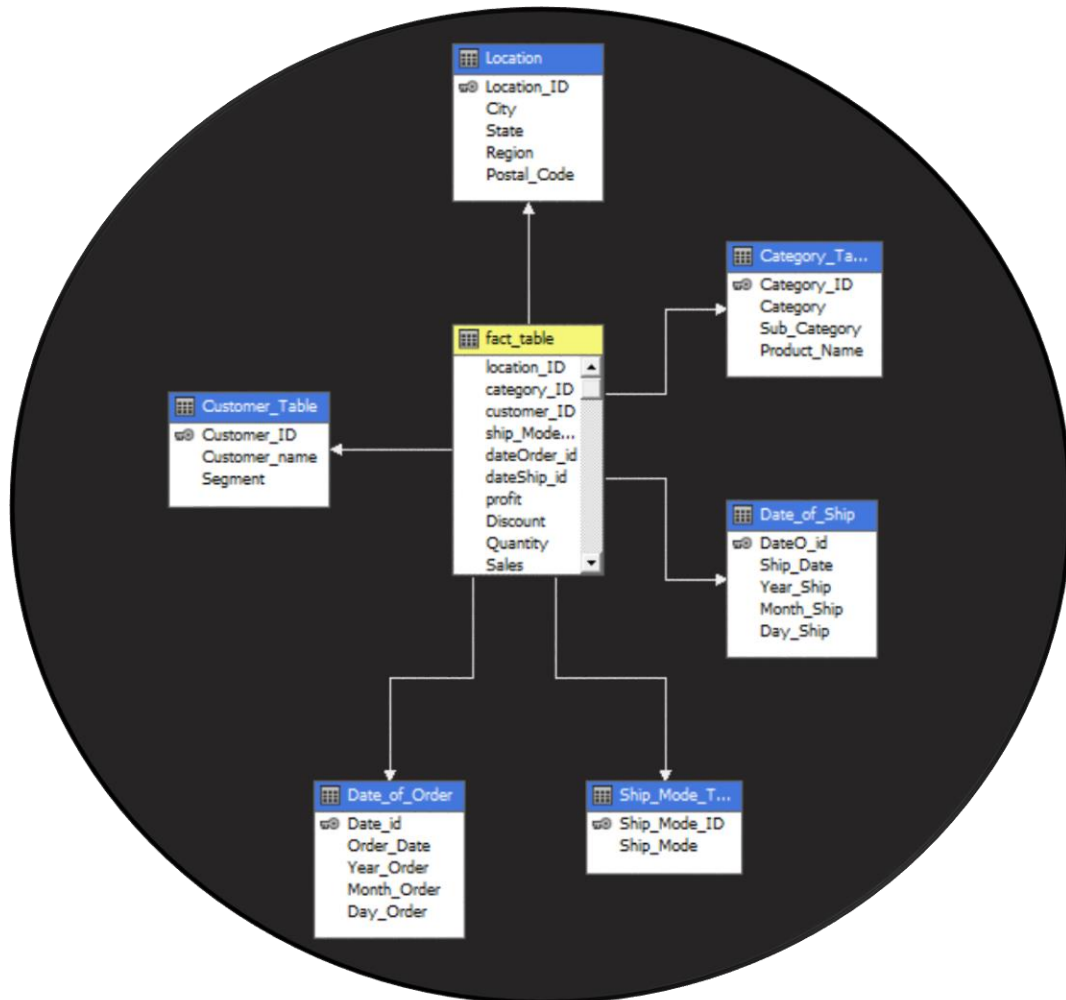 Location
Location_ID
City
State
Region
Postal_Code
Category_Ta...
Category_ID
Category
Sub_Category
Product_Name
fact_table
location_ID
category_ID
customer_ID
ship_Mode...
dateOrder_id
dateShip_id
profit
Discount
Quantity
Sales
Customer_Table
Customer_ID
Customer_name
Segment
Date_of_Ship
DateO_id
Ship_Date
Year_Ship
Month_Ship
Day_Ship
Date_of_Order
Date_id
Order_Date
Year_Order
Month_Order
Day_Order
Ship_Mode_T...
Ship_Mode_ID
Ship_Mode